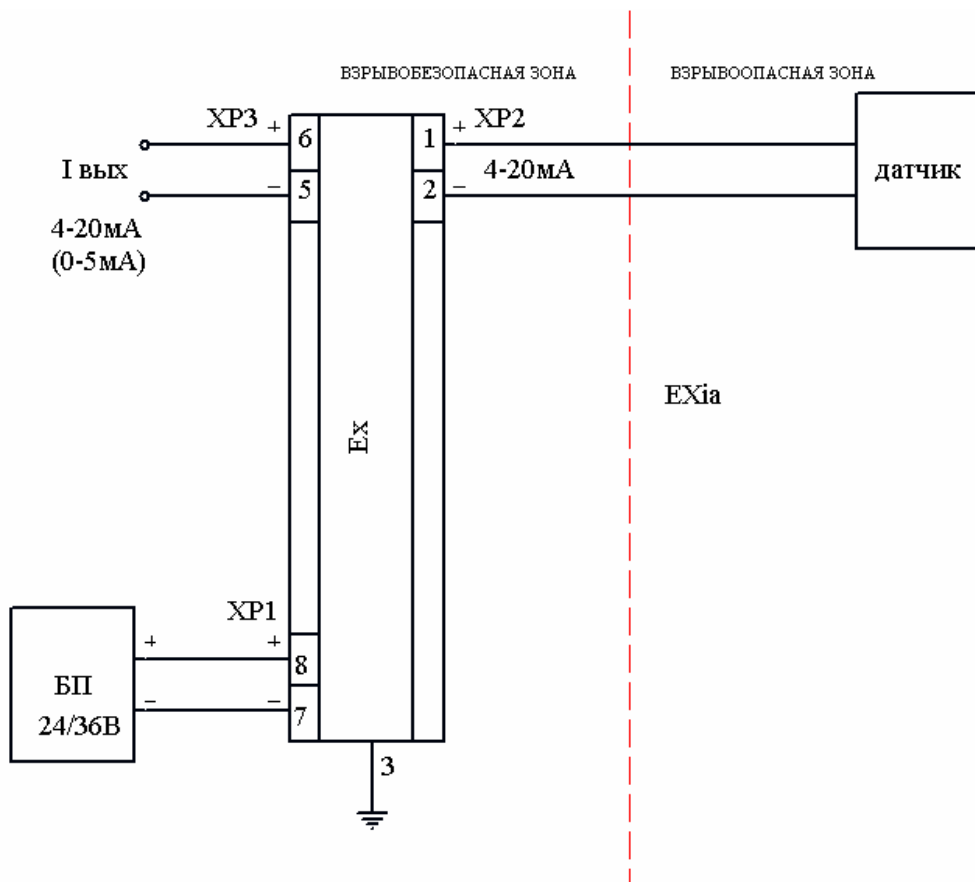 ВЗРЫВОБЕЗОПАСНАЯ ЗОНА
ВЗРЫВООПАСНАЯ ЗОНА
XP3
+
6
1
+
XP2
I вых
4-20мА
датчик
−
5
2
−
4-20мА
(0-5мА)
EXia
Ex
XP1
+
+
8
БП
24/36В
−
−
7
3